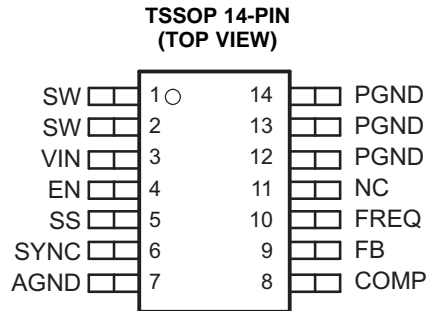 TSSOP 14-PIN
(TOP VIEW)
SW 1 14 PGND
SW 2 13 PGND
VIN 3 12 PGND
EN 4 11 NC
SS 5 10 FREQ
SYNC 6 9 FB
AGND 7 8 COMP